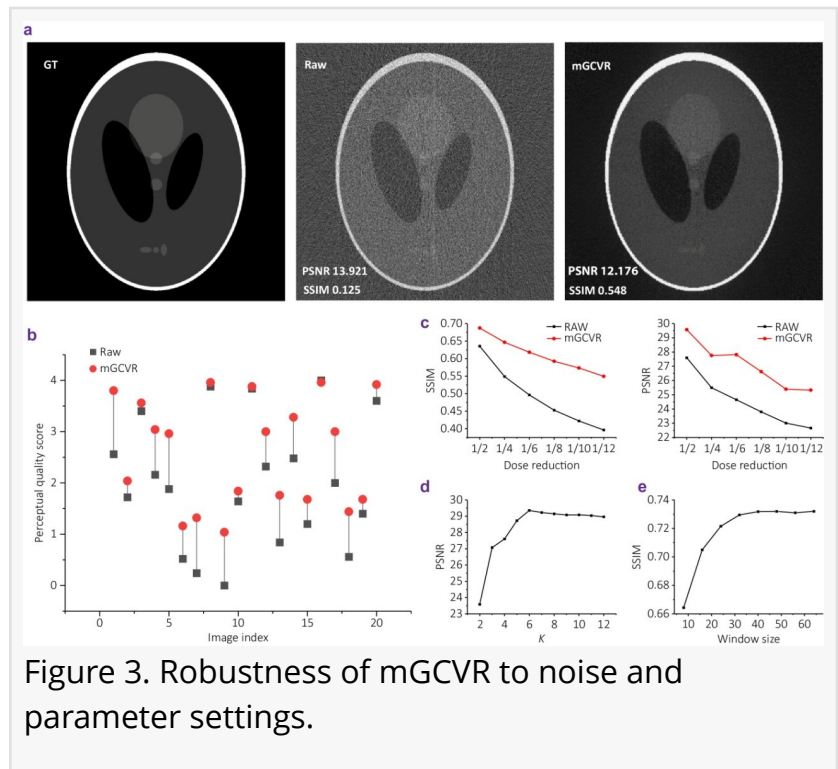 a
GT
Raw
mGCVR
PSNR 13.921
SSIM 0.125
PSNR 12.176
SSIM 0.548
b
Raw
mGCVR
Perceptual quality score
4
3
2
1
0
0 5 10 15 20
Image index
c
RAW
mGCVR
SSIM
0.70
0.65
0.60
0.55
0.50
0.45
0.40
1/2 1/4 1/6 1/8 1/10 1/12
Dose reduction
RAW
mGCVR
PSNR
30
29
28
27
26
25
24
23
22
1/2 1/4 1/6 1/8 1/10 1/12
Dose reduction
d
PSNR
30
29
28
27
26
25
24
23
2 4 6 8 10 12
K
e
SSIM
0.74
0.72
0.70
0.68
0.66
10 20 30 40 50 60
Window size
Figure 3. Robustness of mGCVR to noise and
parameter settings.